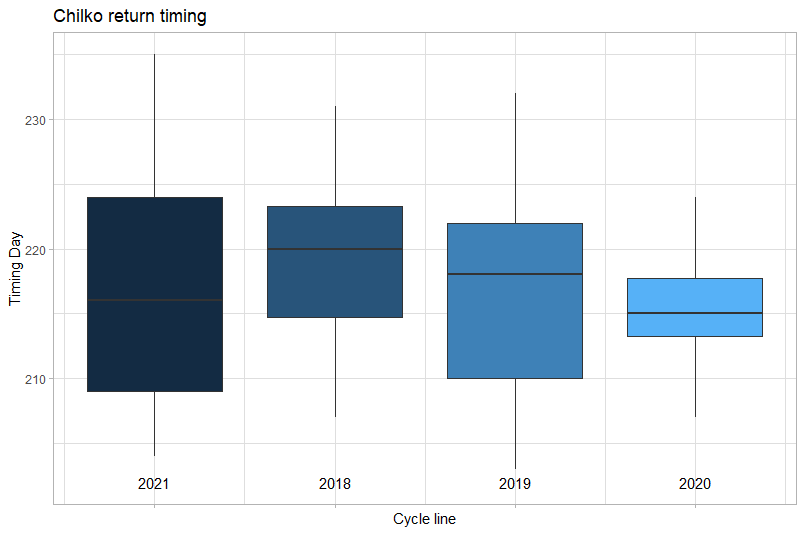 Chilko return timing
Timing Day
230
220
210
2021 2018 2019 2020
Cycle line